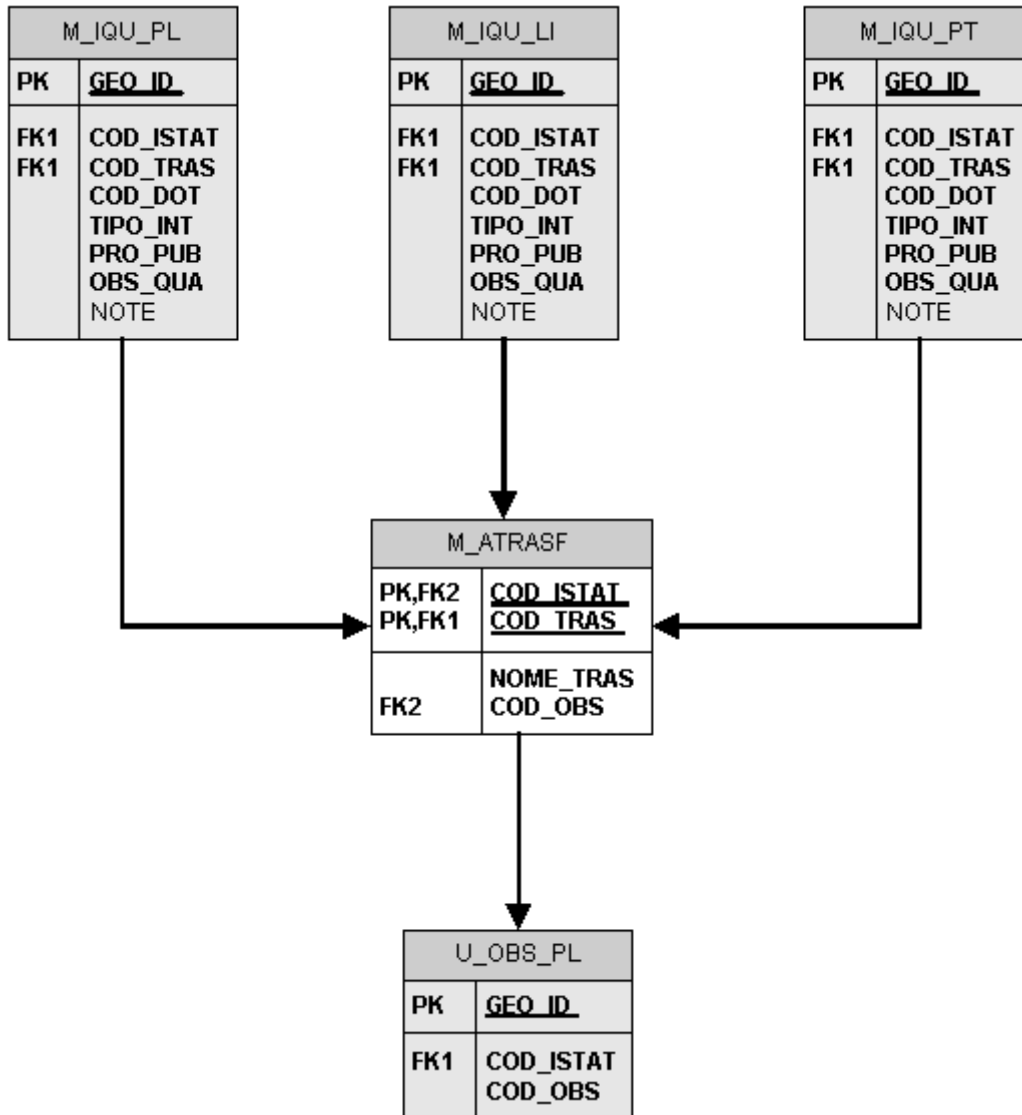 M_IQU_PL
PK GEO_ID
FK1 COD_ISTAT
FK1 COD_TRAS
COD_DOT
TIPO_INT
PRO_PUB
OBS_QUA
NOTE
M_IQU_LI
PK GEO_ID
FK1 COD_ISTAT
FK1 COD_TRAS
COD_DOT
TIPO_INT
PRO_PUB
OBS_QUA
NOTE
M_IQU_PT
PK GEO_ID
FK1 COD_ISTAT
FK1 COD_TRAS
COD_DOT
TIPO_INT
PRO_PUB
OBS_QUA
NOTE
M_ATRASF
PK,FK2 COD_ISTAT
PK,FK1 COD_TRAS
NOME_TRAS
FK2 COD_OBS
U_OBS_PL
PK GEO_ID
FK1 COD_ISTAT
COD_OBS